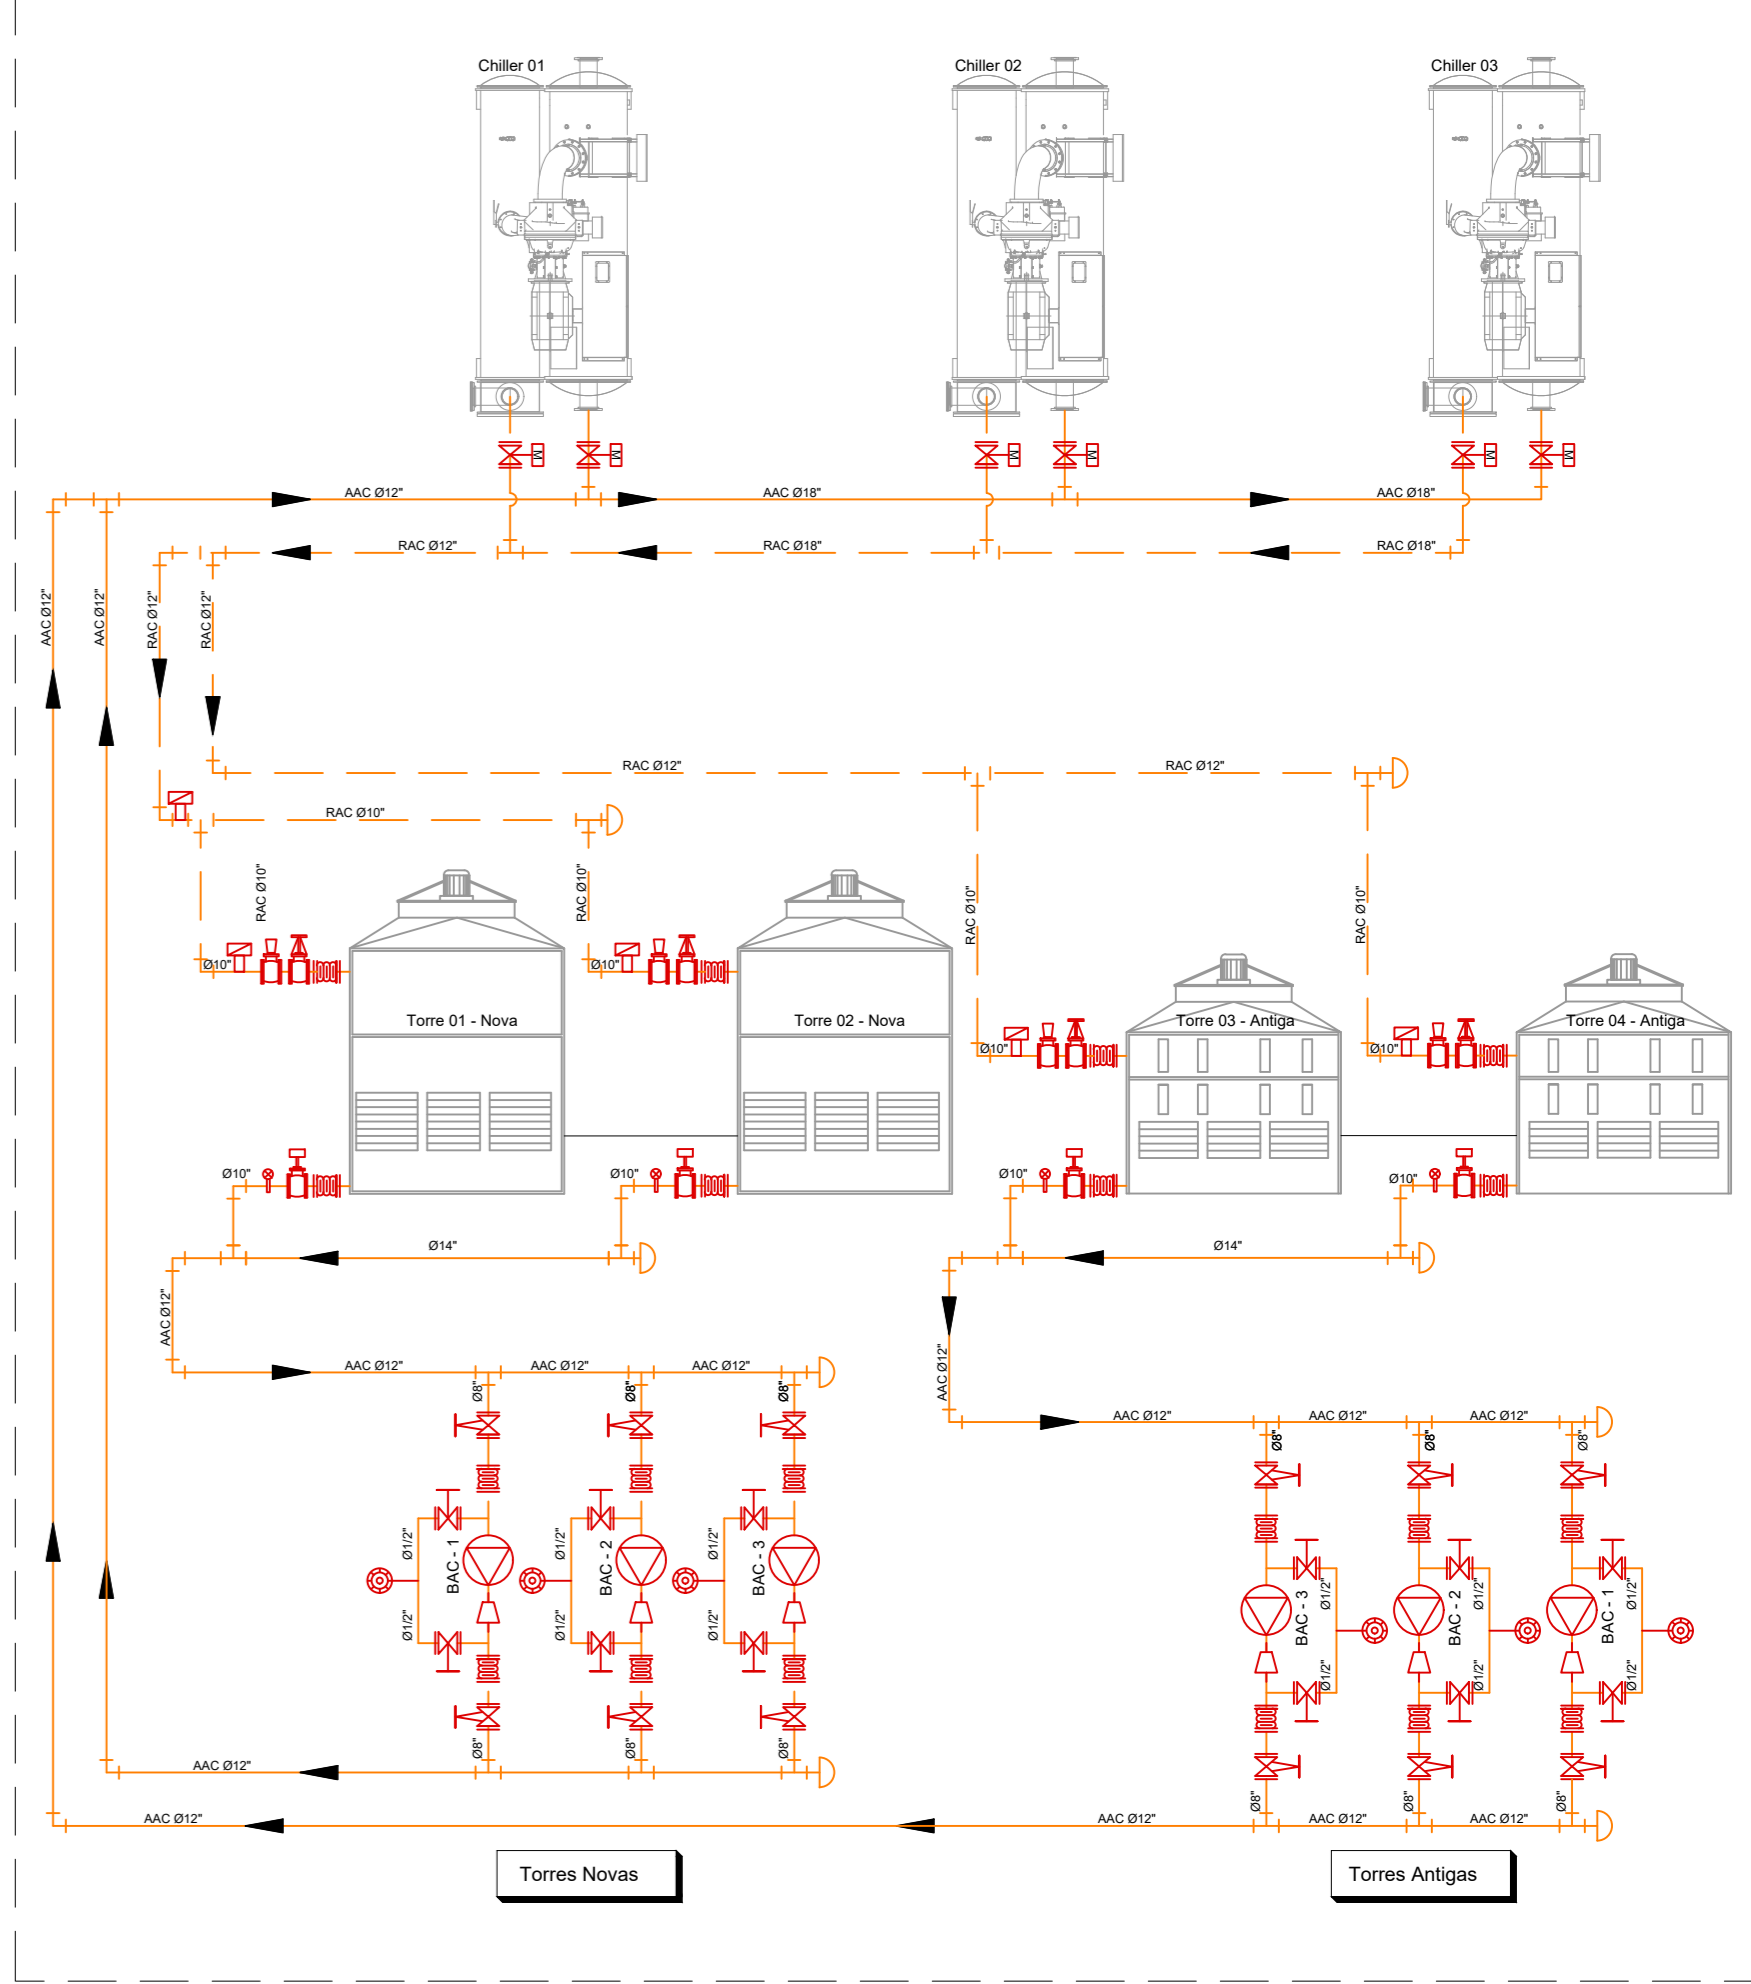 Chiller 01
Chiller 02
Chiller 03
M
M
M
M
M
M
AAC Ø12"
AAC Ø18"
AAC Ø18"
RAC Ø12"
RAC Ø18"
RAC Ø18"
AAC Ø12"
AAC Ø12"
RAC Ø12"
RAC Ø12"
RAC Ø12"
RAC Ø12"
RAC Ø10"
RAC Ø10"
RAC Ø10"
RAC Ø10"
RAC Ø10"
Ø10"
Ø10"
Torre 01 - Nova
Torre 02 - Nova
Torre 03 - Antiga
Torre 04 - Antiga
Ø10"
Ø10"
Ø10"
Ø10"
Ø10"
Ø10"
Ø14"
Ø14"
AAC Ø12"
AAC Ø12"
AAC Ø12"
AAC Ø12"
AAC Ø12"
Ø8"
Ø8"
Ø8"
AAC Ø12"
AAC Ø12"
AAC Ø12"
Ø8"
Ø8"
Ø8"
Ø1/2"
BAC - 1
Ø1/2"
Ø1/2"
BAC - 2
Ø1/2"
Ø1/2"
BAC - 3
Ø1/2"
BAC - 3
Ø1/2"
Ø1/2"
BAC - 2
Ø1/2"
Ø1/2"
BAC - 1
Ø1/2"
Ø1/2"
Ø8"
Ø8"
Ø8"
AAC Ø12"
Ø8"
Ø8"
Ø8"
AAC Ø12"
AAC Ø12"
AAC Ø12"
AAC Ø12"
Torres Novas
Torres Antigas